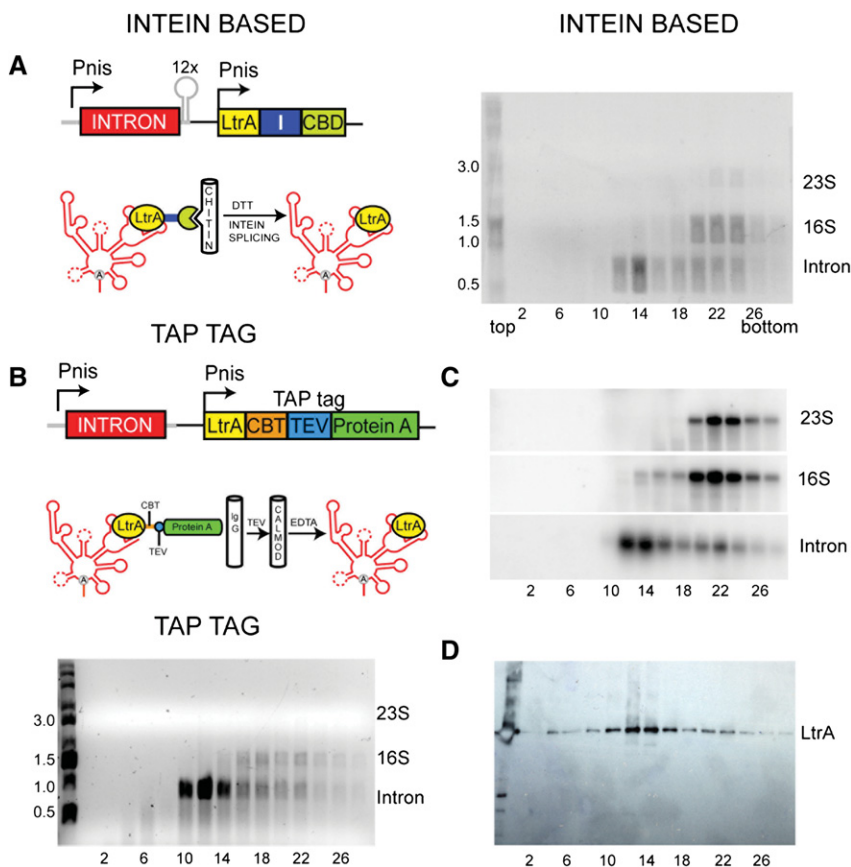 INTEIN BASED
A
Pnis
12x
Pnis
INTRON
LtrA
I
CBD
LtrA
CHITIN
DTT
INTEIN
SPLICING
LtrA
A
A
INTEIN BASED
3.0
1.5
1.0
0.5
23S
16S
Intron
2 6 10 14 18 22 26
top
bottom
TAP TAG
B
Pnis
Pnis
TAP tag
INTRON
LtrA
CBT
TEV
Protein A
LtrA
CBT
TEV
Protein A
Ig G
TEV
CALMOD
EDTA
LtrA
A
A
TAP TAG
3.0
1.5
1.0
0.5
23S
16S
Intron
2 6 10 14 18 22 26
C
23S
16S
Intron
2 6 10 14 18 22 26
D
LtrA
2 6 10 14 18 22 26